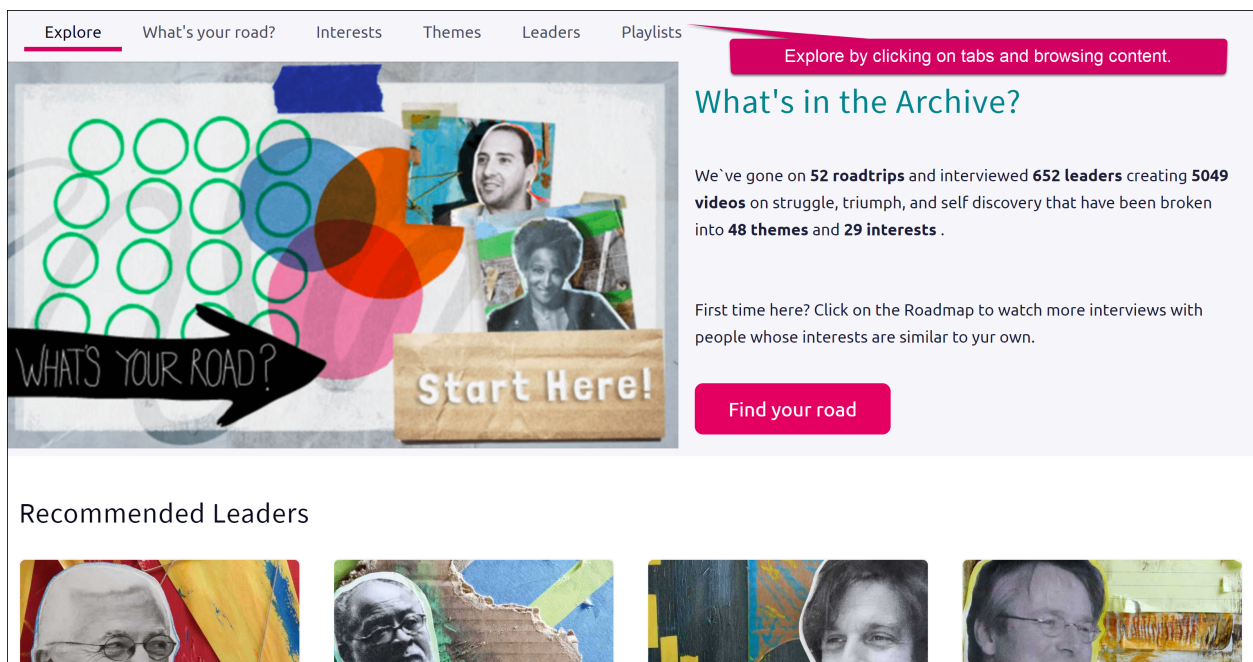 Explore What's your road? Interests Themes Leaders Playlists
Explore by clicking on tabs and browsing content.
What's in the Archive?
We`ve gone on 52 roadtrips and interviewed 652 leaders creating 5049
videos on struggle, triumph, and self discovery that have been broken
into 48 themes and 29 interests .
First time here? Click on the Roadmap to watch more interviews with
people whose interests are similar to yur own.
WHAT'S YOUR ROAD?
Start Here!
Find your road
Recommended Leaders